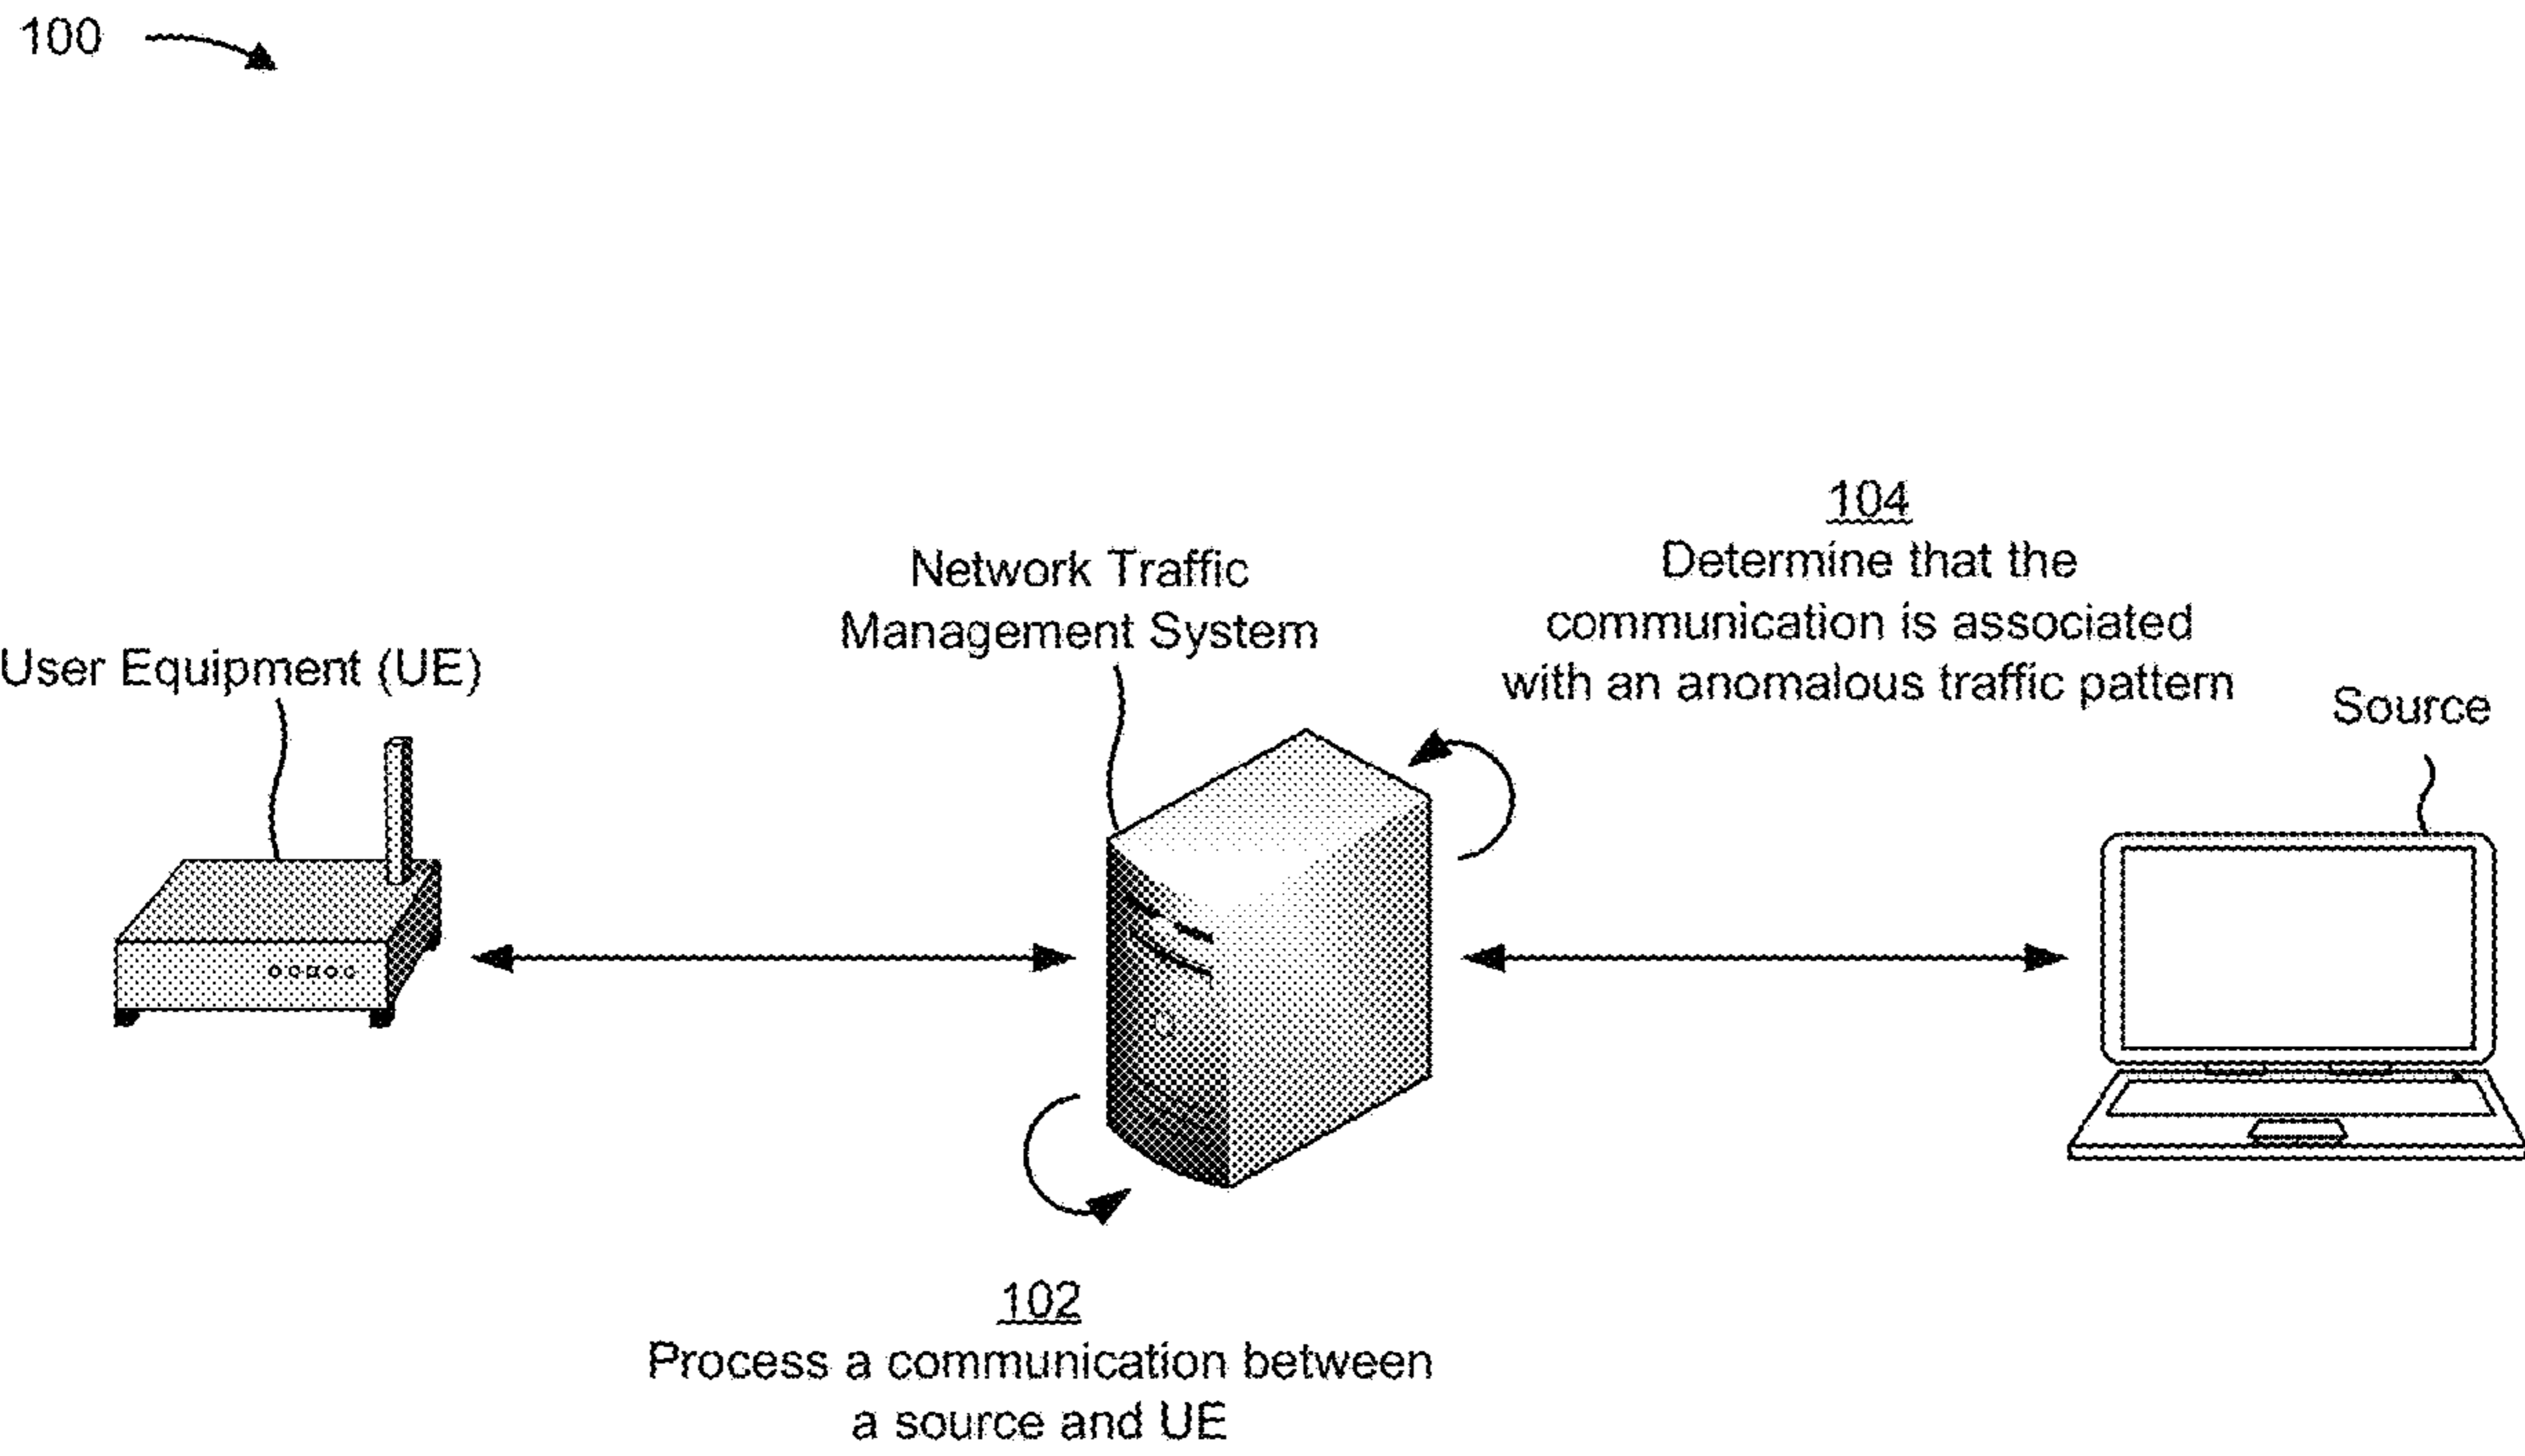 100
104
Determine that the
communication is associated
with an anomalous traffic pattern
Network Traffic
Management System
User Equipment (UE)
Source
102
Process a communication between
a source and UE